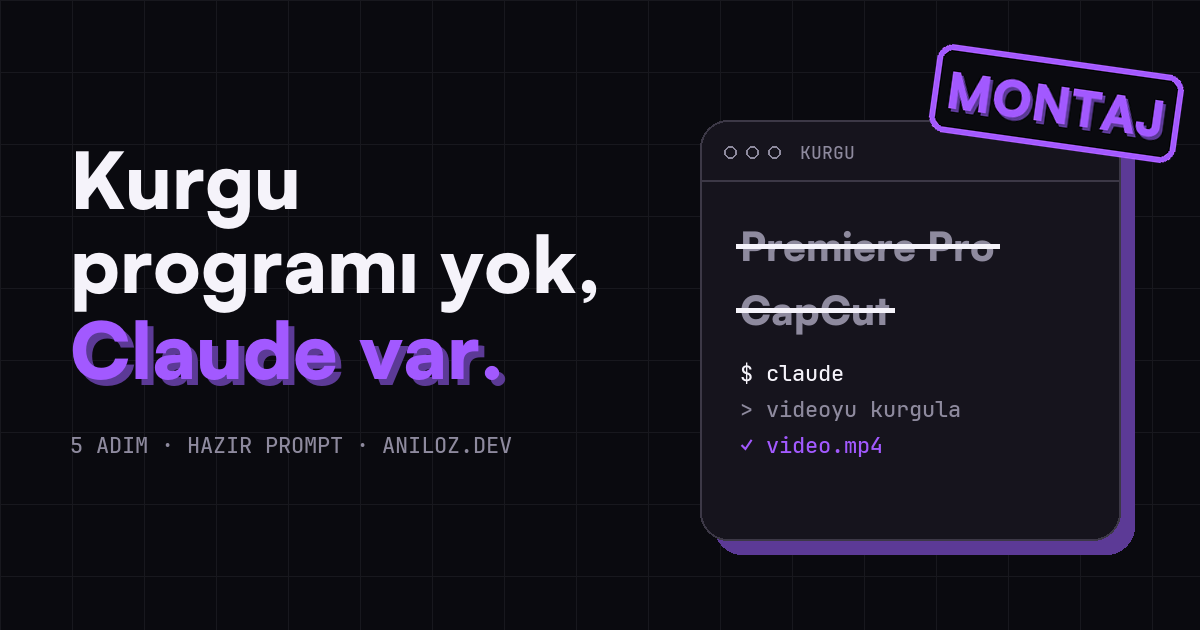 Kurgu
programı yok,
Claude var.
5 ADIM · HAZIR PROMPT · ANILOZ.DEV
MONTAJ
KURGU
Premiere Pro
CapCut
$ claude
> videoyu kurgula
✓ video.mp4